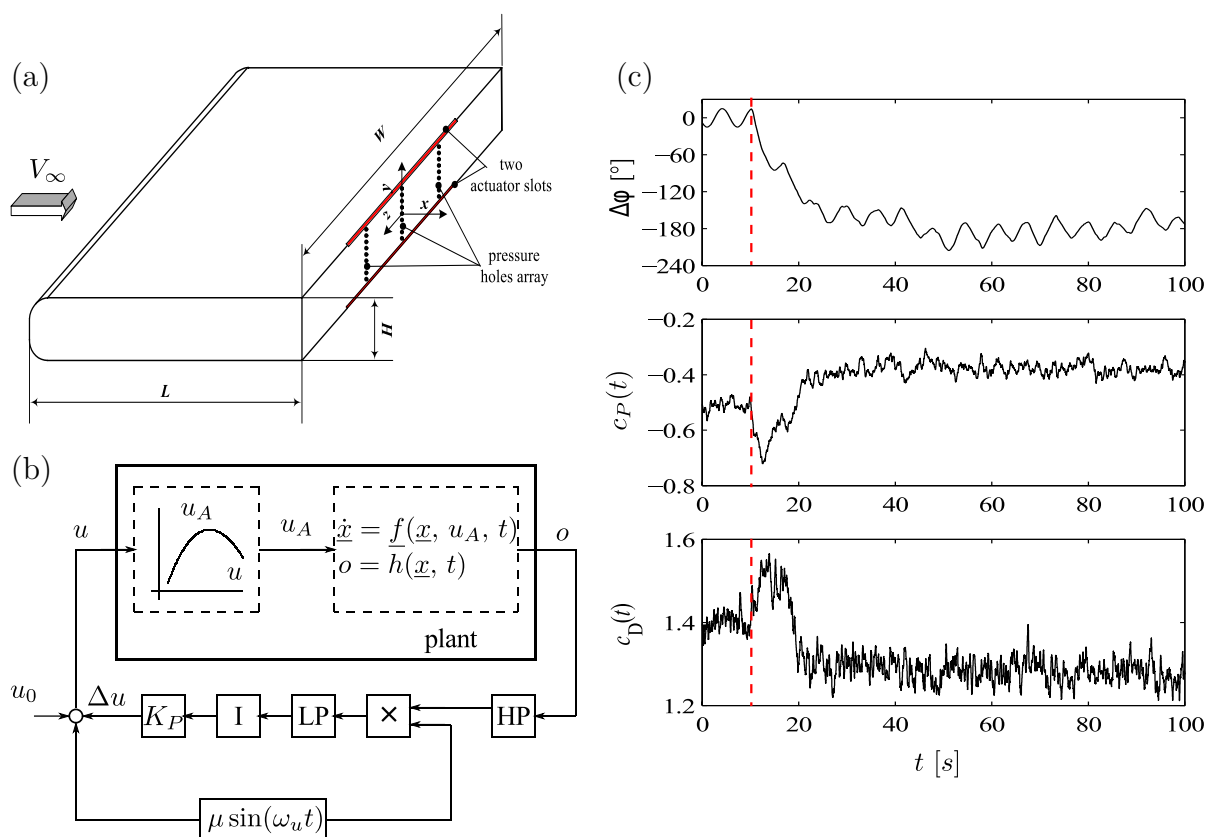 (a)
V∞
W
y
x
z
two
actuator slots
pressure
holes array
H
L
(b)
u
u_A
u
u_A
ẋ = f(x, u_A, t)
o = h(x, t)
o
plant
u_0
Δu
K_P
I
LP
×
HP
μ sin(ω_u t)
(c)
0
−60
−120
−180
−240
Δφ [°]
0 20 40 60 80 100
−0.2
−0.4
−0.6
−0.8
c_P(t)
0 20 40 60 80 100
1.6
1.4
1.2
c_D(t)
0 20 40 60 80 100
t [s]